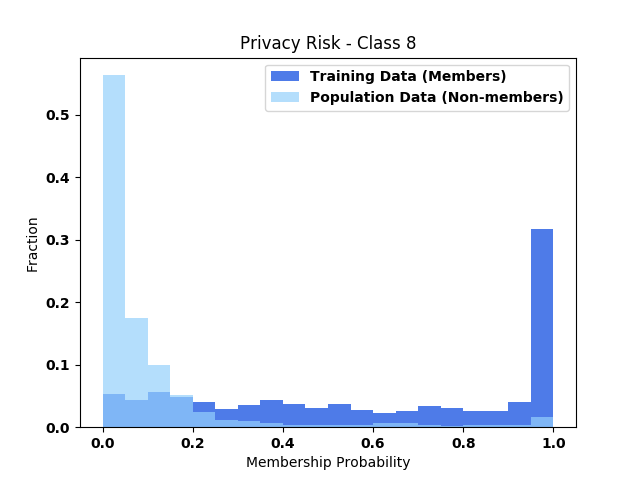 Privacy Risk - Class 8
Training Data (Members)
Population Data (Non-members)
Fraction
0.5
0.4
0.3
0.2
0.1
0.0
0.0 0.2 0.4 0.6 0.8 1.0
Membership Probability